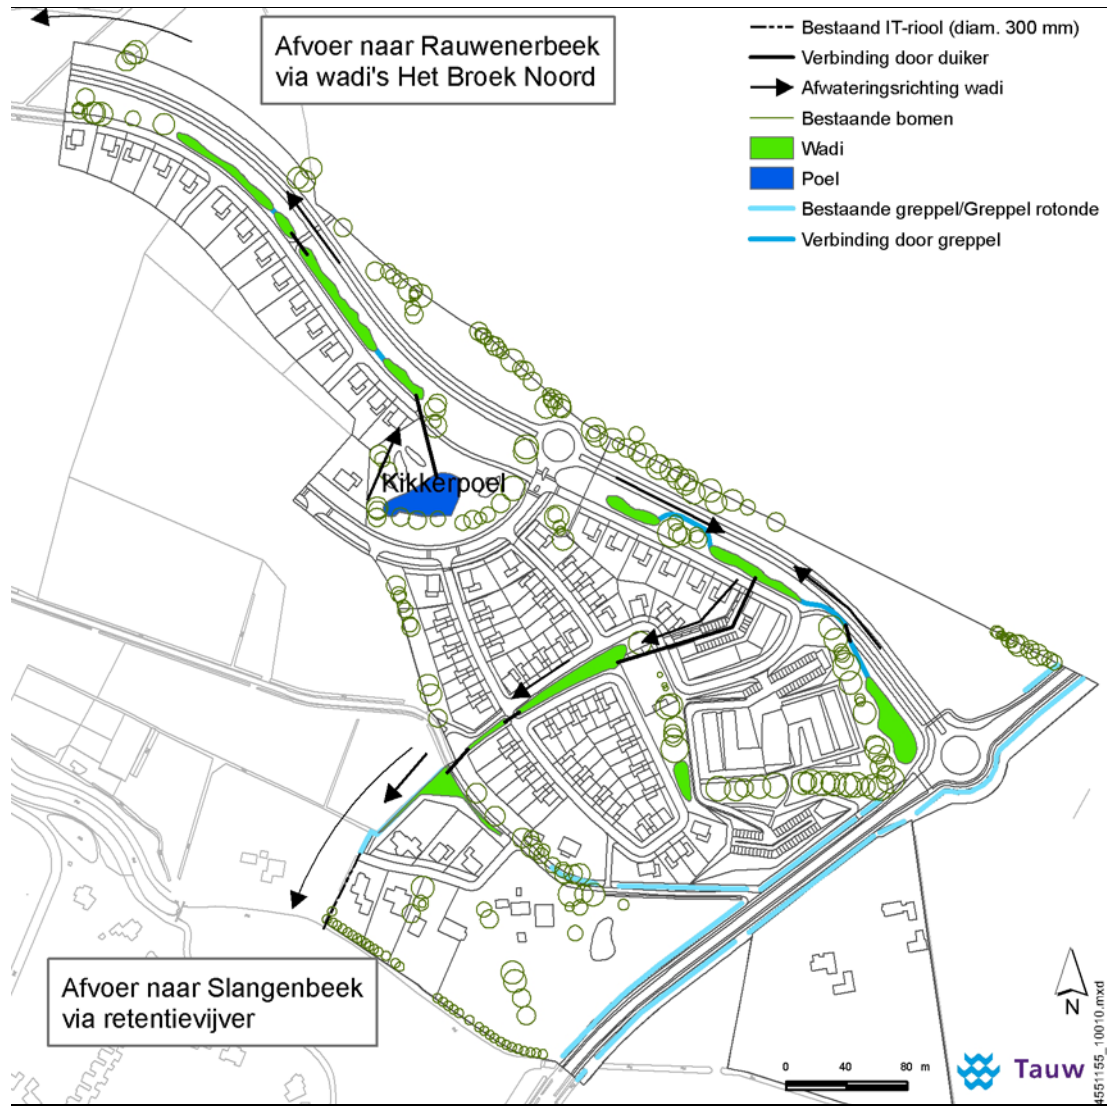 Afvoer naar Rauwenerbeek
via wadi's Het Broek Noord
Bestaand IT-riool (diam. 300 mm)
Verbinding door duiker
Afwateringsrichting wadi
Bestaande bomen
Wadi
Poel
Bestaande greppel/Greppel rotonde
Verbinding door greppel
Kikkerpoel
Afvoer naar Slangenbeek
via retentievijver
N
0 40 80 m
Tauw
4551155_10010.mxd